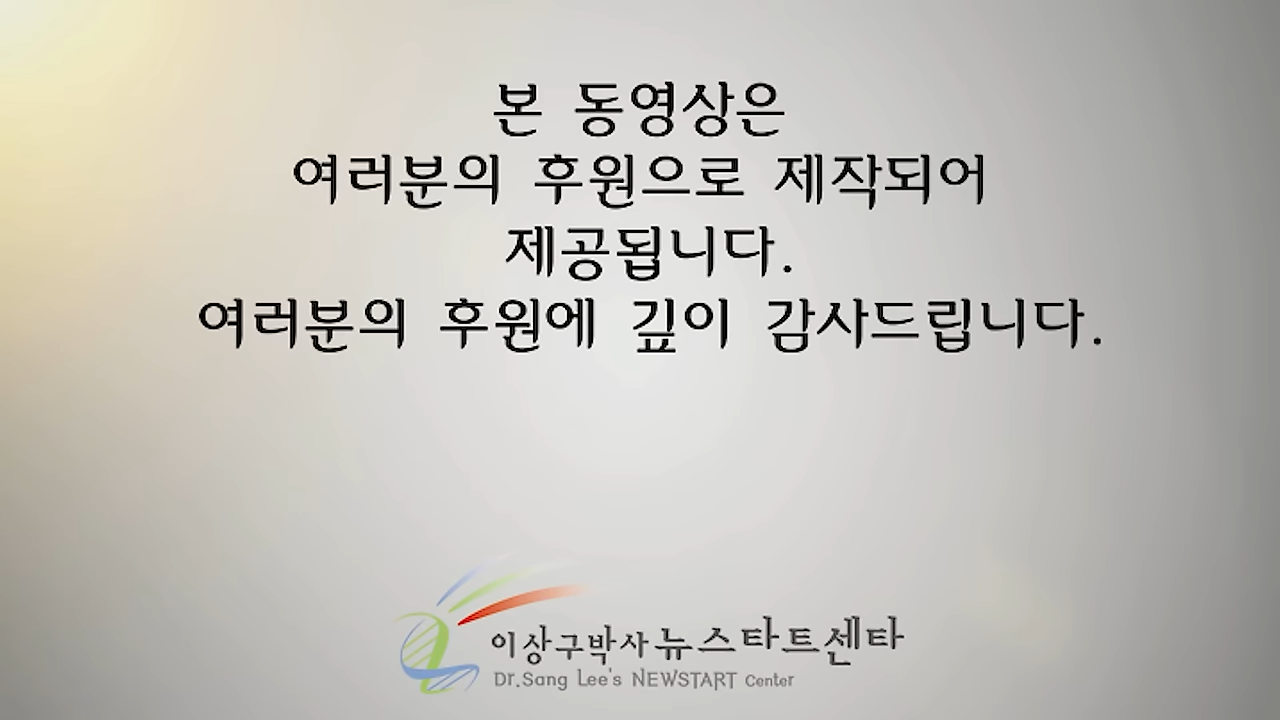 본 동영상은
여러분의 후원으로 제작되어
제공됩니다.
여러분의 후원에 깊이 감사드립니다.
이상구박사 뉴스타트센타
Dr.Sang Lee's NEWSTART Center